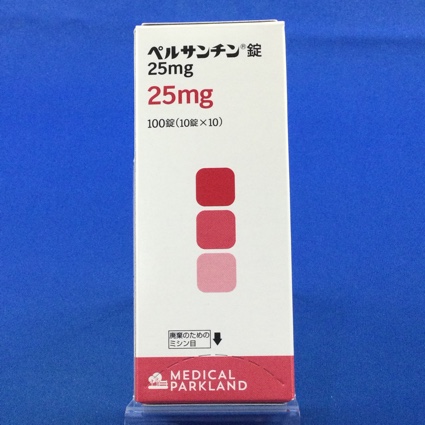 ペルサンチン®錠
25mg
25mg
100錠(10錠×10)
廃棄のための
ミシン目
MEDICAL
PARKLAND